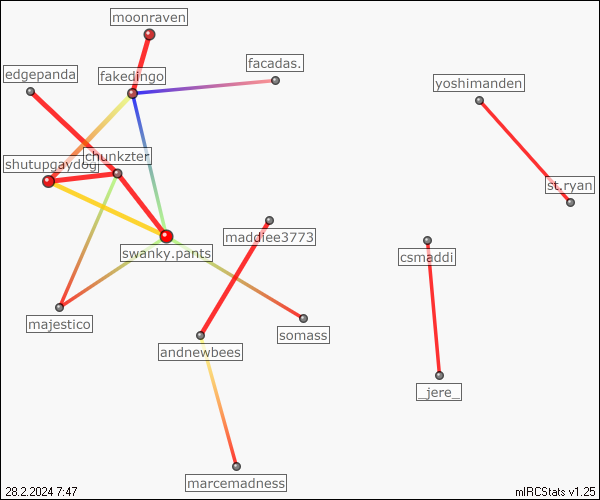 moonraven
facadas.
edgepanda
fakedingo
yoshimanden
chunkzter
shutupgaydog
st.ryan
maddiee3773
swanky.pants
csmaddi
majestico
somass
andnewbees
_jere_
marcemadness
28.2.2024 7:47
mIRCStats v1.25